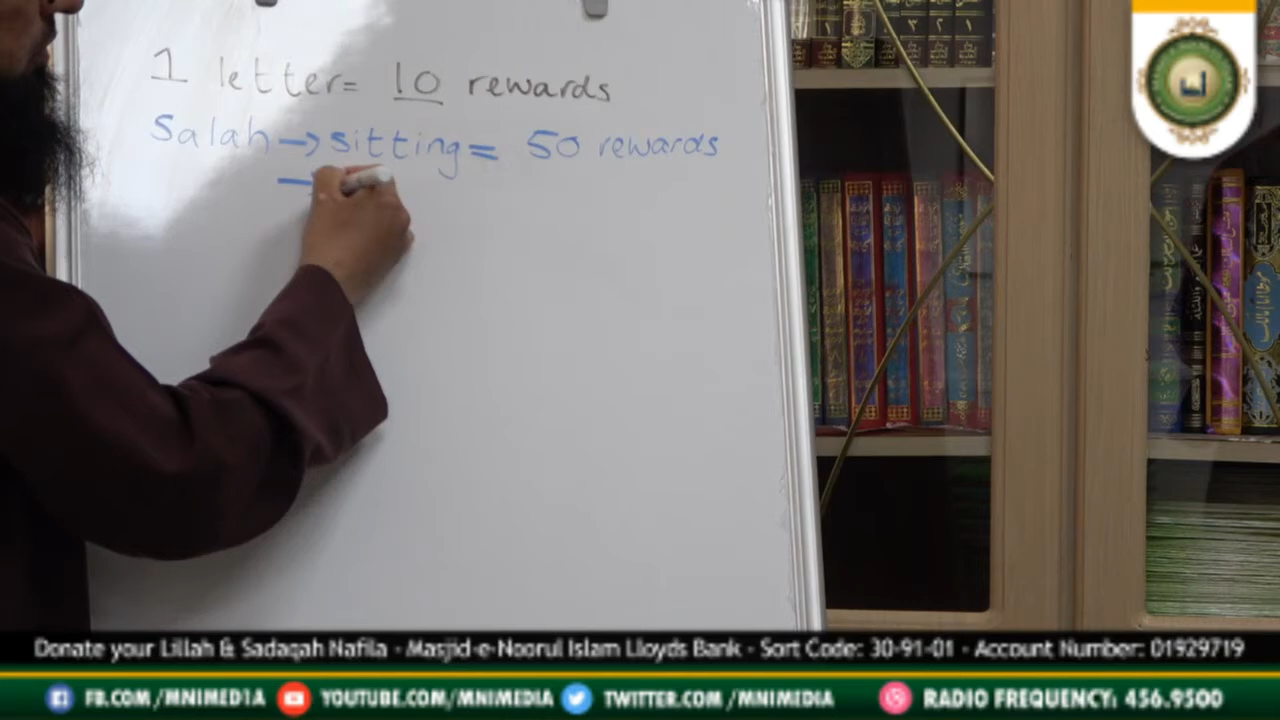 1 letter= 10 rewards
Salah → sitting = 50 rewards
→
Donate your Lillah & Sadaqah Nafila - Masjid-e-Noorul Islam Lloyds Bank - Sort Code: 30-91-01 - Account Number: 01929719
FB.COM/MNIMEDIA YOUTUBE.COM/MNIMEDIA TWITTER.COM/MNIMEDIA RADIO FREQUENCY: 456.9500